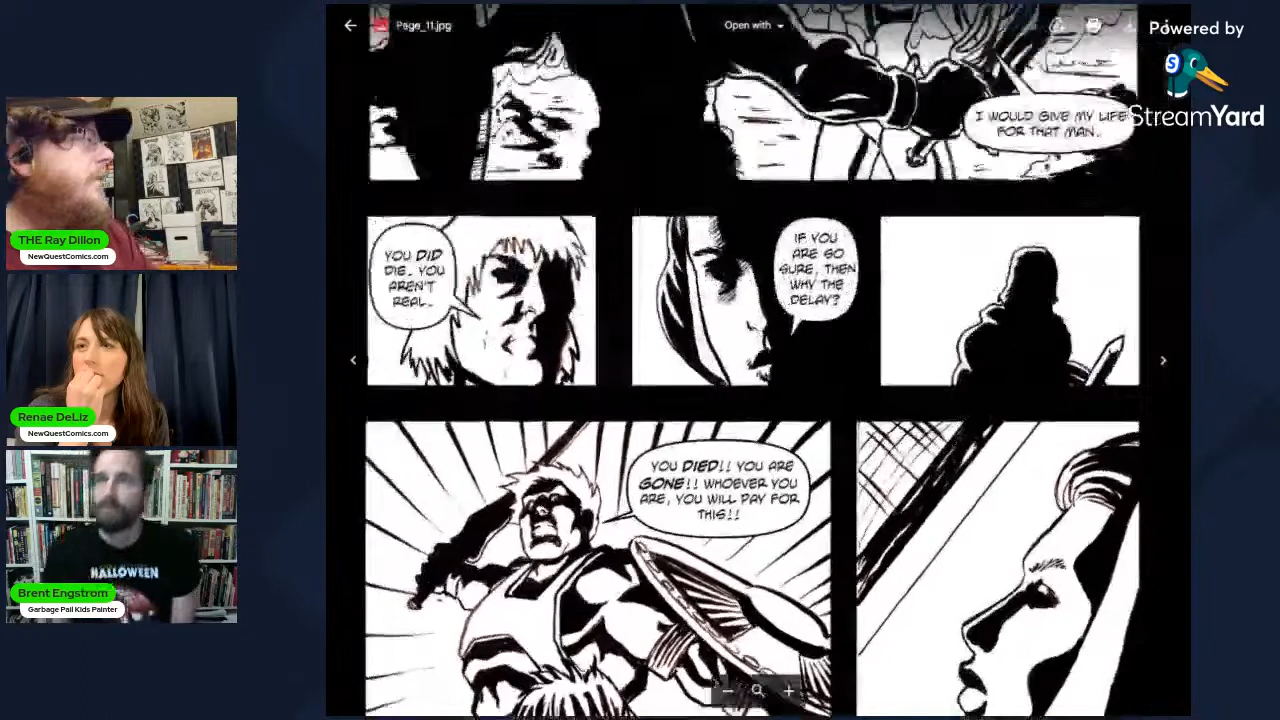 Page_11.jpg
Open with
Powered by
StreamYard
I WOULD GIVE MY LIFE
FOR THAT MAN.
THE Ray Dillon
NewQuestComics.com
YOU DID
DIE. YOU
AREN'T
REAL.
IF YOU
ARE SO
SURE, THEN
WHY THE
DELAY?
Renae DeLiz
NewQuestComics.com
YOU DIED!! YOU ARE
GONE!! WHOEVER YOU
ARE, YOU WILL PAY FOR
THIS!!
HALLOWEEN
Brent Engstrom
Garbage Pail Kids Painter